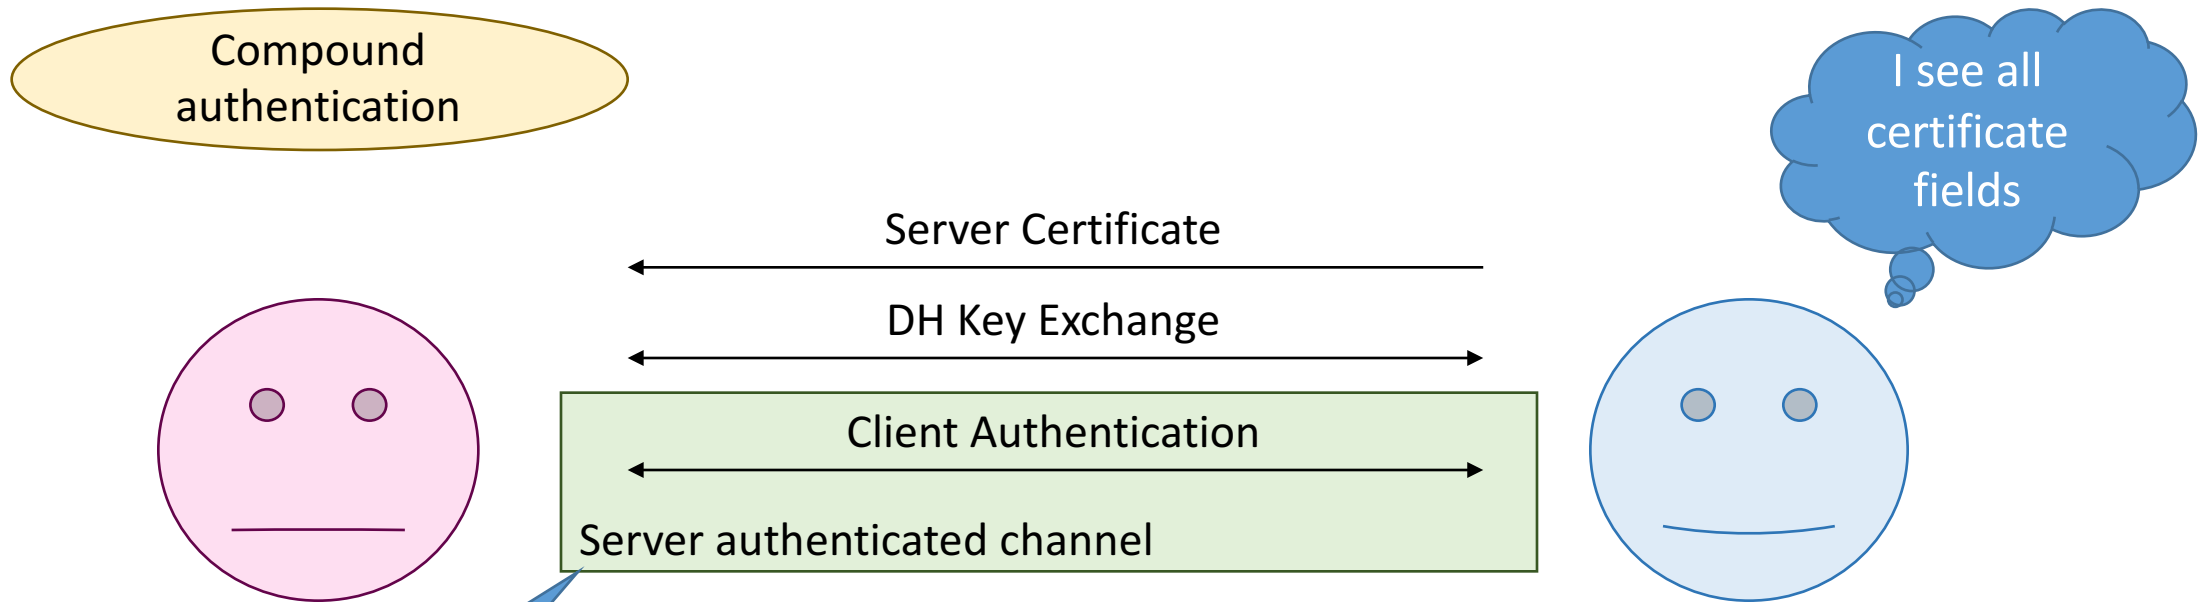 Compound
authentication
I see all
certificate
fields
Server Certificate
DH Key Exchange
Client Authentication
Server authenticated channel